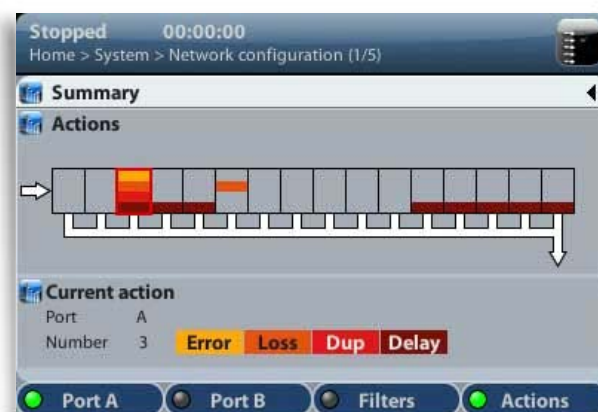 Stopped 00:00:00
Home > System > Network configuration (1/5)
Summary
Actions
Current action
Port A
Number 3 Error Loss Dup Delay
Port A Port B Filters Actions